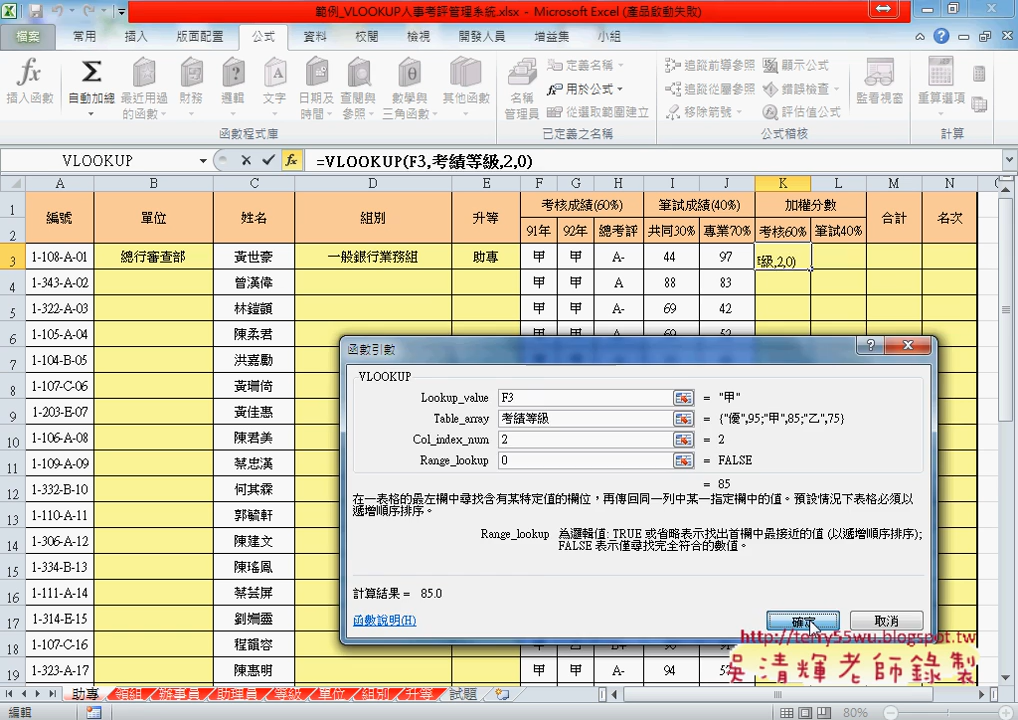 範例_VLOOKUP人事考評管理系統.xlsx - Microsoft Excel (產品啟動失敗)
檔案 常用 插入 版面配置 公式 資料 校閱 檢視 開發人員 增益集 小組
插入函數 自動加總 最近用過的函數 財務 邏輯 文字 日期及時間 查閱與參照 數學與三角函數 其他函數
函數程式庫
名稱管理員 定義名稱 用於公式 從選取範圍建立
已定義之名稱
追蹤前導參照 追蹤從屬參照 移除箭號 顯示公式 錯誤檢查 評估值公式 監看視窗
公式稽核
重算選項
計算
VLOOKUP fx =VLOOKUP(F3,考績等級,2,0)
A B C D E F G H I J K L M N
1 編號 單位 姓名 組別 升等 考核成績(60%) 筆試成績(40%) 加權分數 合計 名次
2 91年 92年 總考評 共同30% 專業70% 考核60% 筆試40%
3 1-108-A-01 總行審查部 黃世豪 一般銀行業務組 助專 甲 甲 A- 44 97 級,2,0)
4 1-343-A-02 曾漢偉 甲 甲 A 88 83
5 1-322-A-03 林鎧顗 甲 甲 A- 69 42
6 1-105-A-04 陳柔君
7 1-104-B-05 洪嘉勵
8 1-107-C-06 黃珊倚
9 1-203-E-07 黃佳惠
10 1-106-A-08 陳君美
11 1-109-A-09 蔡忠漢
12 1-332-B-10 何其霖
13 1-110-A-11 郭毓軒
14 1-306-A-12 陳建文
15 1-334-B-13 陳瑤鳳
16 1-111-A-14 蔡芸屏
17 1-314-E-15 劉姍靈
18 1-107-C-16 程韻容
19 1-323-A-17 陳惠明 甲 甲 A- 94
函數引數
VLOOKUP
Lookup_value F3 = "甲"
Table_array 考績等級 = {"優",95;"甲",85;"乙",75}
Col_index_num 2 = 2
Range_lookup 0 = FALSE
= 85
在一表格的最左欄中尋找含有某特定值的欄位，再傳回同一列中某一指定欄中的值。預設情況下表格必須以
遞增順序排序。
Range_lookup 為邏輯值: TRUE 或省略表示找出首欄中最接近的值 (以遞增順序排序);
FALSE 表示僅尋找完全符合的數值。
計算結果 = 85.0
函數說明(H) 確定 取消
http://terry55wu.blogspot.tw
吳清輝老師錄製
助專 領組 辦事員 助理員 等級 單位 組別 升等 試題
編輯 80%